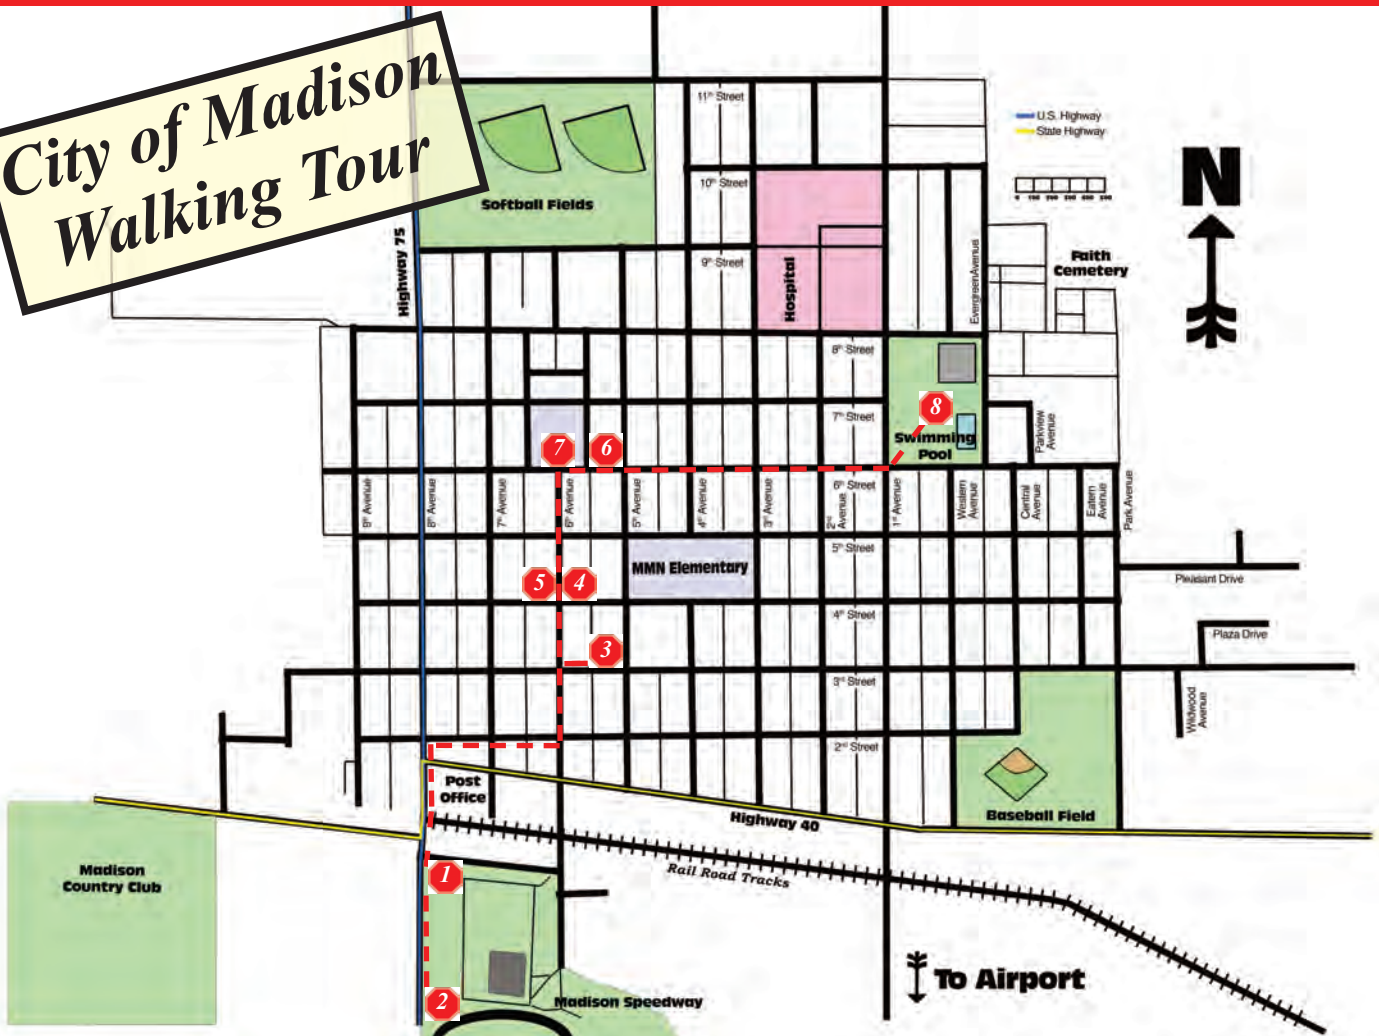 City of Madison
Walking Tour
11th Street
U.S. Highway
State Highway
N
10th Street
Softball Fields
Highway 75
9th Street
Hospital
Evergreen Avenue
Faith
Cemetery
8th Street
7th Street
8
Swimming
Pool
Parkview
Avenue
7
6
6th Street
8th Avenue
8th Avenue
7th Avenue
6th Avenue
5th Avenue
4th Avenue
3rd Avenue
2nd
Avenue
1st Avenue
Western
Avenue
Central
Avenue
Eatern
Avenue
Park Avenue
5th Street
MMN Elementary
5
4
Pleasant Drive
4th Street
Plaza Drive
3
3rd Street
Wildwood
Avenue
2nd Street
Post
Office
Highway 40
Baseball Field
Rail Road Tracks
Madison
Country Club
1
To Airport
2
Madison Speedway